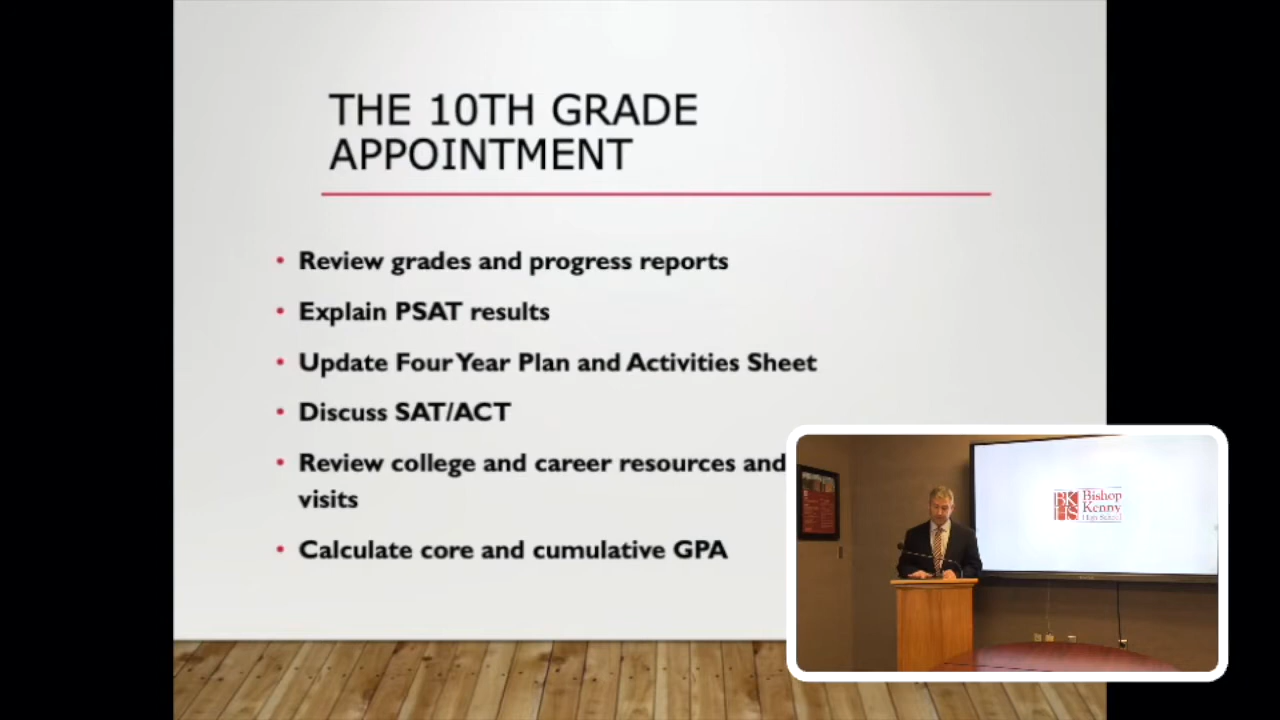 THE 10TH GRADE
APPOINTMENT
• Review grades and progress reports
• Explain PSAT results
• Update Four Year Plan and Activities Sheet
• Discuss SAT/ACT
• Review college and career resources and
visits
• Calculate core and cumulative GPA
BK
HS
Bishop
Kenny
High School